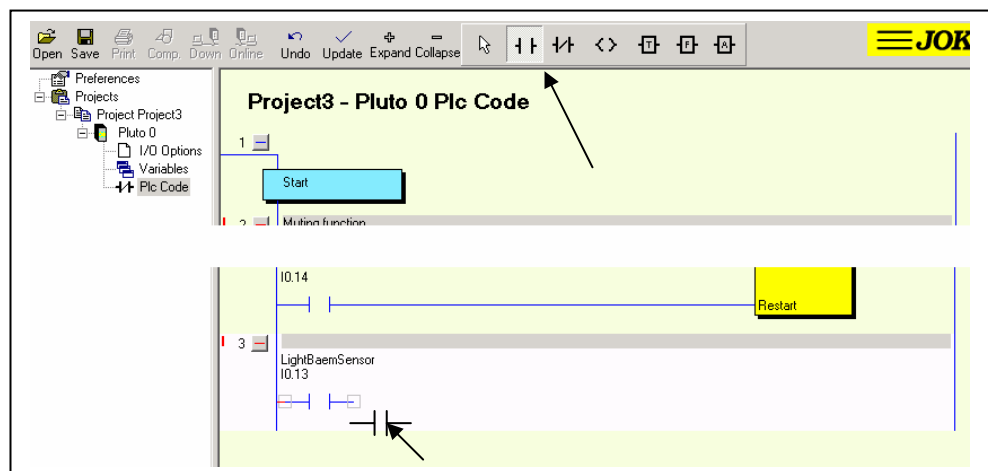 Open Save Print Comp. Down Online Undo Update Expand Collapse T F A JOK
Preferences
Projects
Project Project3
Pluto 0
I/O Options
Variables
Plc Code
Project3 - Pluto 0 Plc Code
1
Start
2 Muting function
I0.14
Restart
3
LightBaemSensor
I0.13